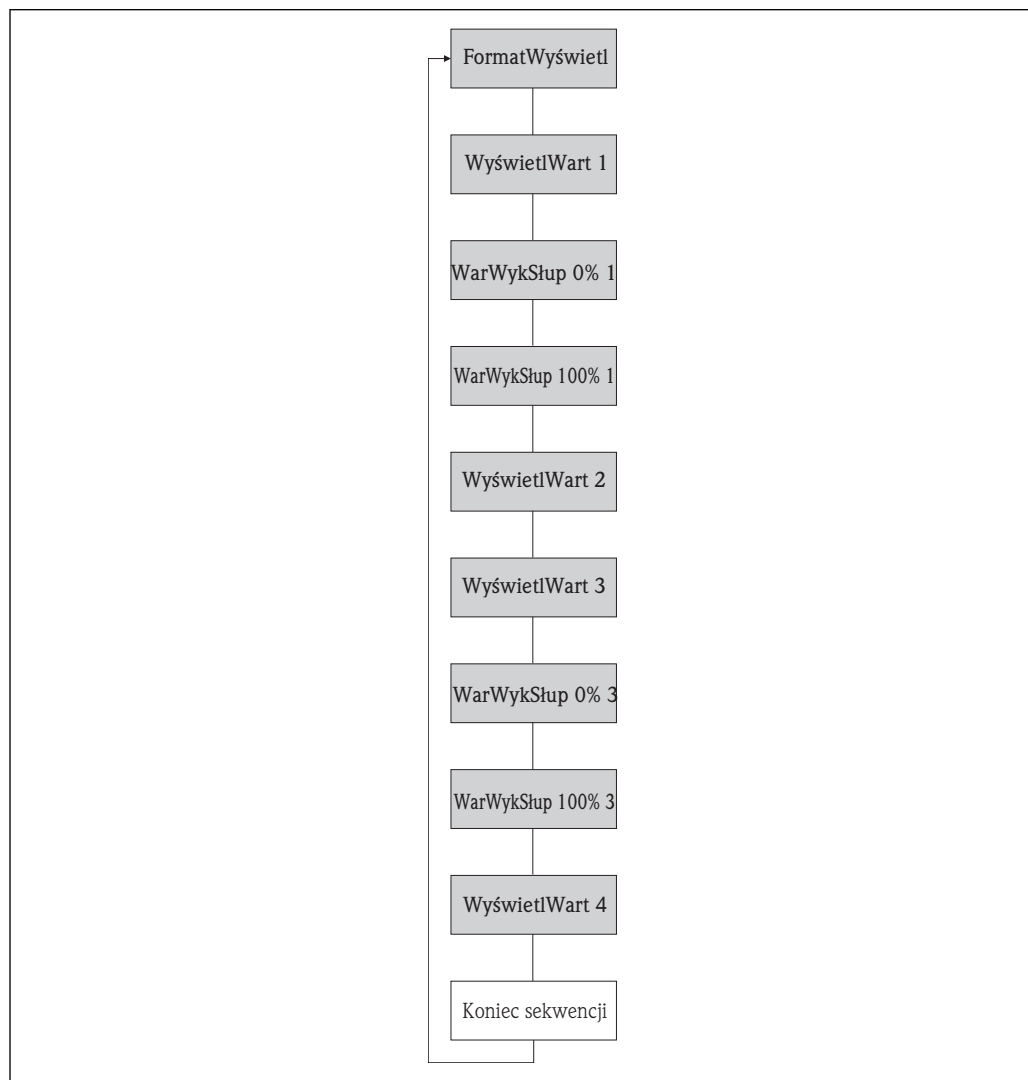 FormatWyświetl
WyświetlWart 1
WarWykSłup 0% 1
WarWykSłup 100% 1
WyświetlWart 2
WyświetlWart 3
WarWykSłup 0% 3
WarWykSłup 100% 3
WyświetlWart 4
Koniec sekwencji